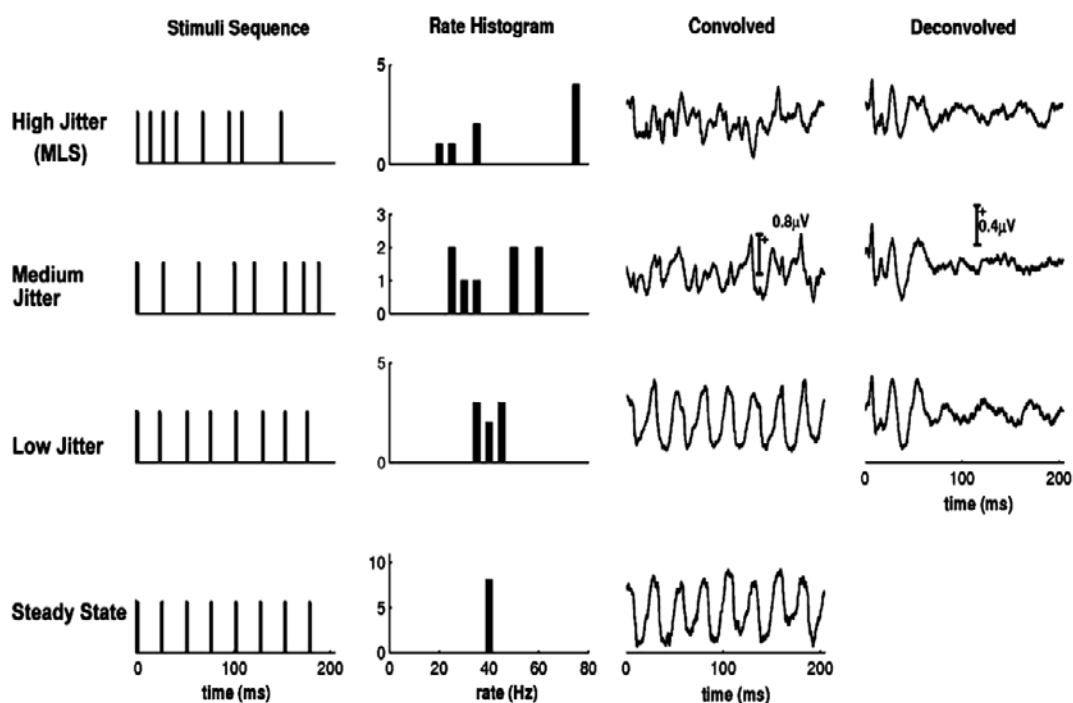 Stimuli Sequence Rate Histogram Convolved Deconvolved
High Jitter
(MLS)
5
0
Medium
Jitter
3
2
1
0
+
0.8μV
+
0.4μV
Low Jitter
5
0
0 100 200
time (ms)
Steady State
10
5
0
0 100 200
time (ms)
0 20 40 60 80
rate (Hz)
0 100 200
time (ms)